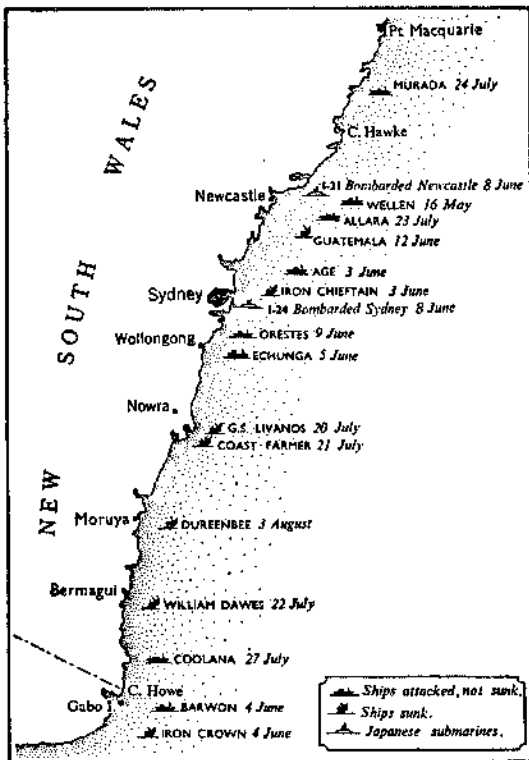 Pt Macquarie
MURADA 24 July
C. Hawke
I-21 Bombarded Newcastle 8 June
Newcastle
WELLEN 16 May
ALLARA 23 July
GUATEMALA 12 June
AGE 3 June
Sydney
IRON CHIEFTAIN 3 June
I-24 Bombarded Sydney 8 June
ORESTES 9 June
Wollongong
ECHUNGA 5 June
Nowra
G.S. LIVANOS 20 July
COAST FARMER 21 July
Moruya
DUREENBEE 3 August
Bermagui
WILLIAM DAWES 22 July
COOLANA 27 July
C. Howe
Gabo I
BARWON 4 June
IRON CROWN 4 June
NEW SOUTH WALES
Ships attacked, not sunk.
Ships sunk.
Japanese submarines.